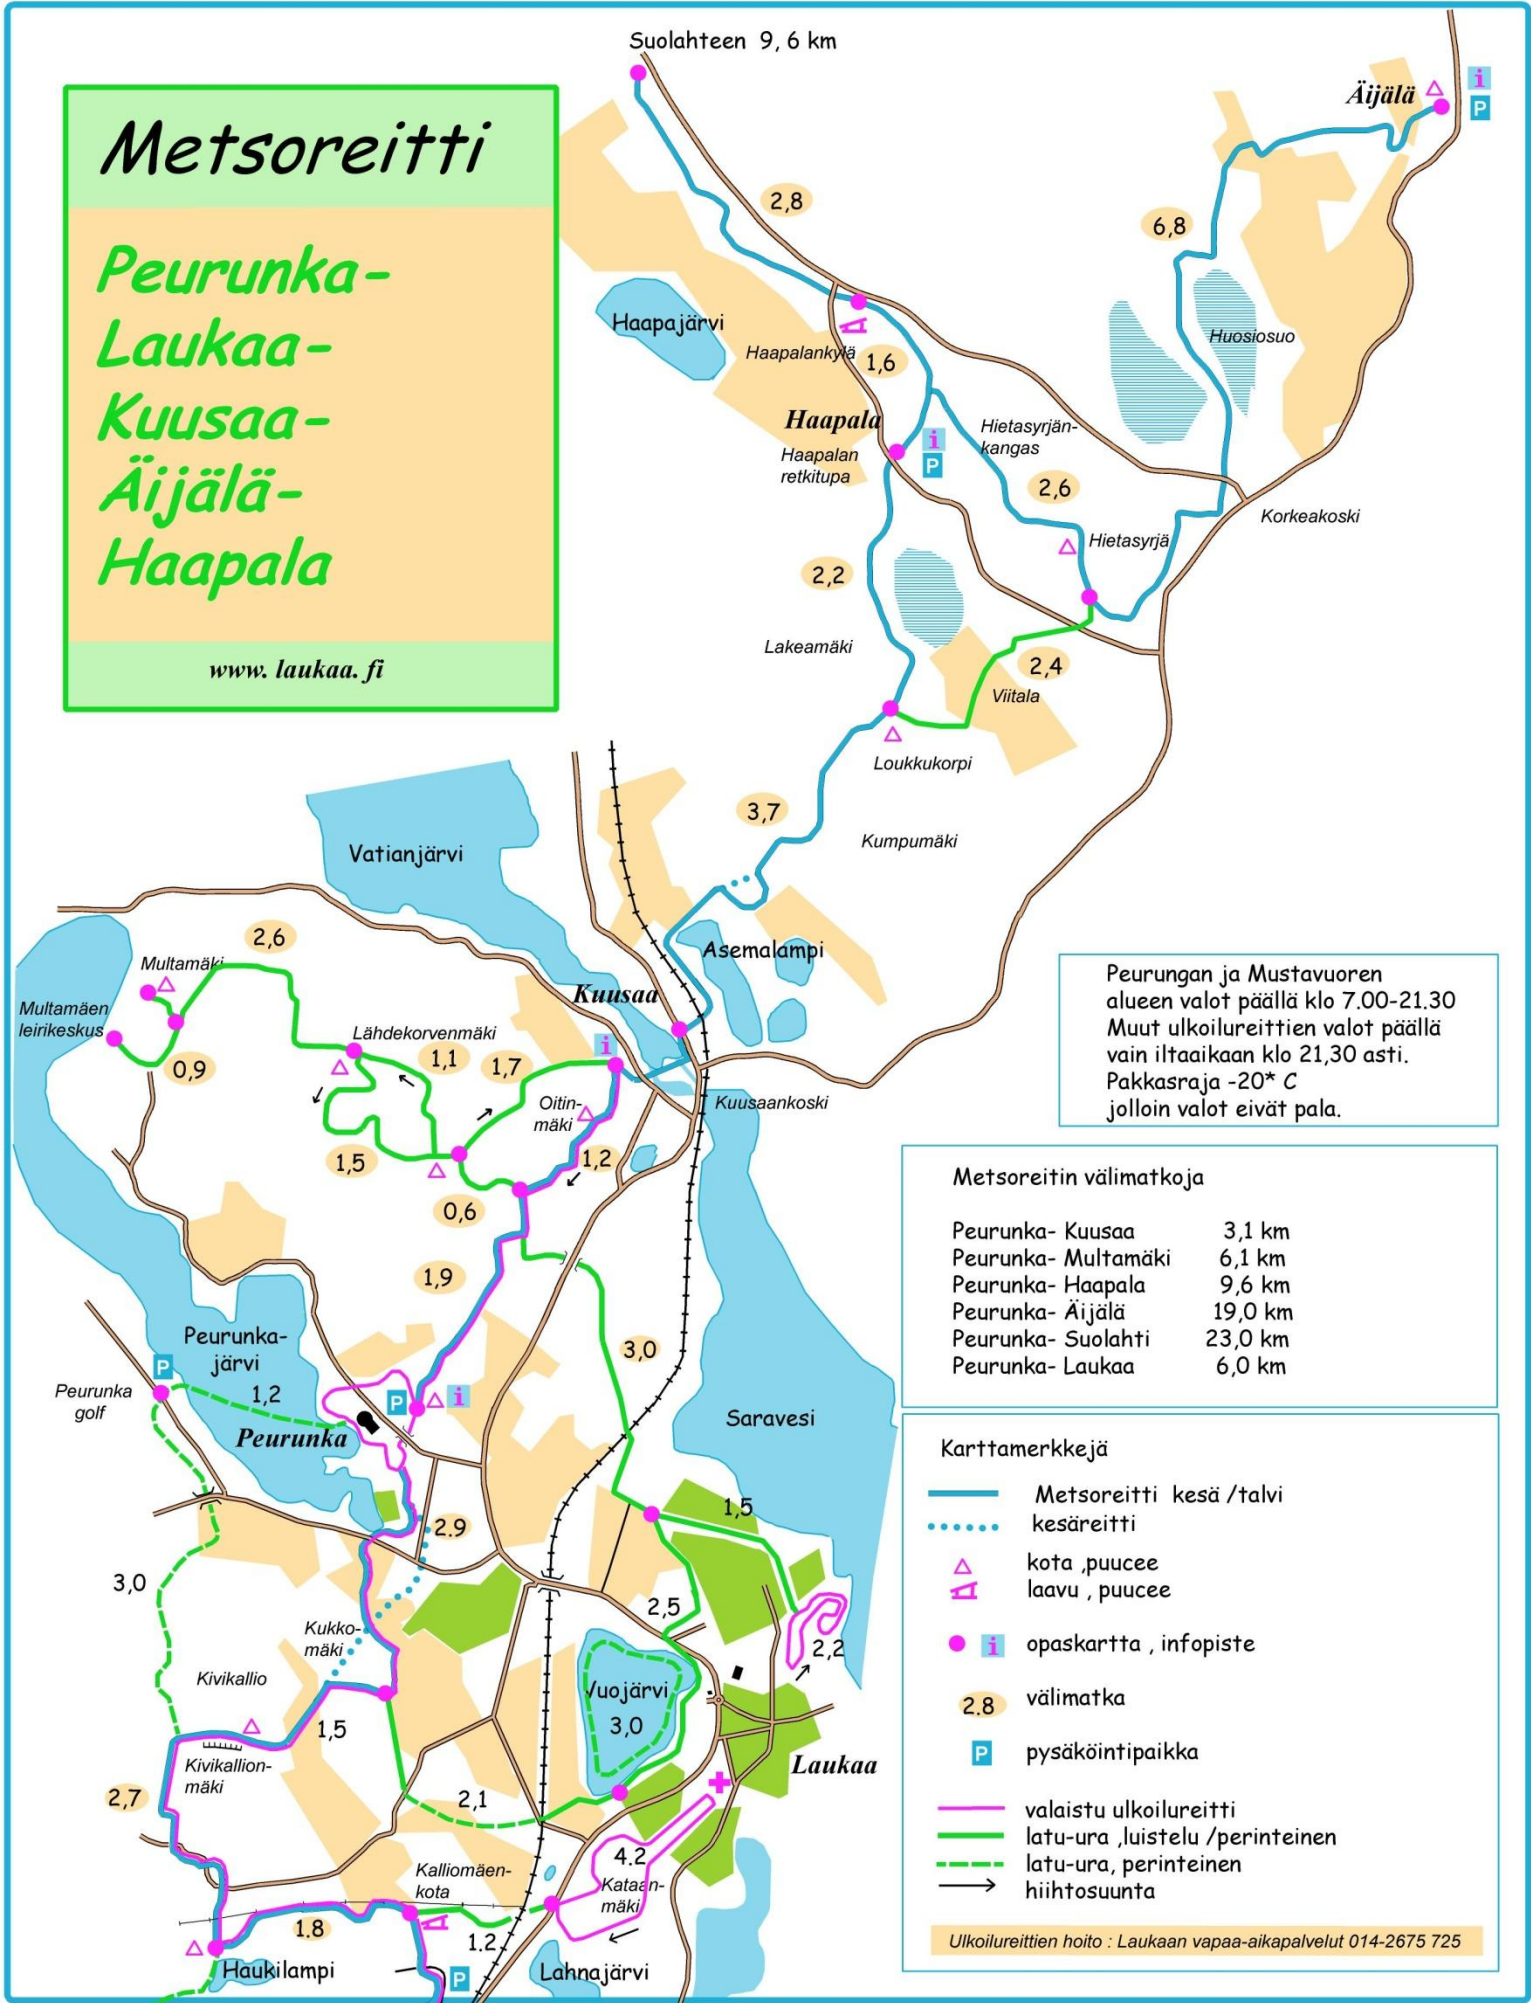 Suolahteen 9, 6 km
Metsoreitti
Peurunka-
Laukaa-
Kuusaa-
Äijälä-
Haapala
www. laukaa. fi
Äijälä
i
P
2,8
6,8
Haapajärvi
Huosiosuo
Haapalankylä
1,6
Haapala
i
P
Hietasyrjän-
kangas
Haapalan
retkitupa
2,6
Korkeakoski
Hietasyrjä
2,2
Lakeamäki
2,4
Viitala
Loukkukorpi
3,7
Kumpumäki
Vatianjärvi
2,6
Asemalampi
Multamäki
Kuusaa
Multamäen
leirikeskus
Lähdekorvenmäki
i
1,1
1,7
0,9
Oitin-
mäki
Kuusaankoski
1,5
1,2
0,6
1,9
Peurungan ja Mustavuoren
alueen valot päällä klo 7.00-21.30
Muut ulkoilureittien valot päällä
vain iltaaikaan klo 21,30 asti.
Pakkasraja -20* C
jolloin valot eivät pala.
Metsoreitin välimatkoja
Peurunka- Kuusaa 3,1 km
Peurunka- Multamäki 6,1 km
Peurunka- Haapala 9,6 km
Peurunka- Äijälä 19,0 km
Peurunka- Suolahti 23,0 km
Peurunka- Laukaa 6,0 km
Peurunka-
järvi
3,0
P
Peurunka
golf
1,2
P
i
Peurunka
Saravesi
1,5
2.9
3,0
2,5
Kukko-
mäki
2,2
Kivikallio
Vuojärvi
3,0
1,5
Kivikallion-
mäki
Laukaa
2,7
2,1
4.2
Kalliomäen-
kota
Kataan-
mäki
1.8
1.2
Haukilampi
P
Lahnajärvi
Karttamerkkejä
Metsoreitti kesä /talvi
kesäreitti
kota ,puucee
laavu , puucee
i opaskartta , infopiste
2.8 välimatka
P pysäköintipaikka
valaistu ulkoilureitti
latu-ura ,luistelu /perinteinen
latu-ura, perinteinen
hiihtosuunta
Ulkoilureittien hoito : Laukaan vapaa-aikapalvelut 014-2675 725